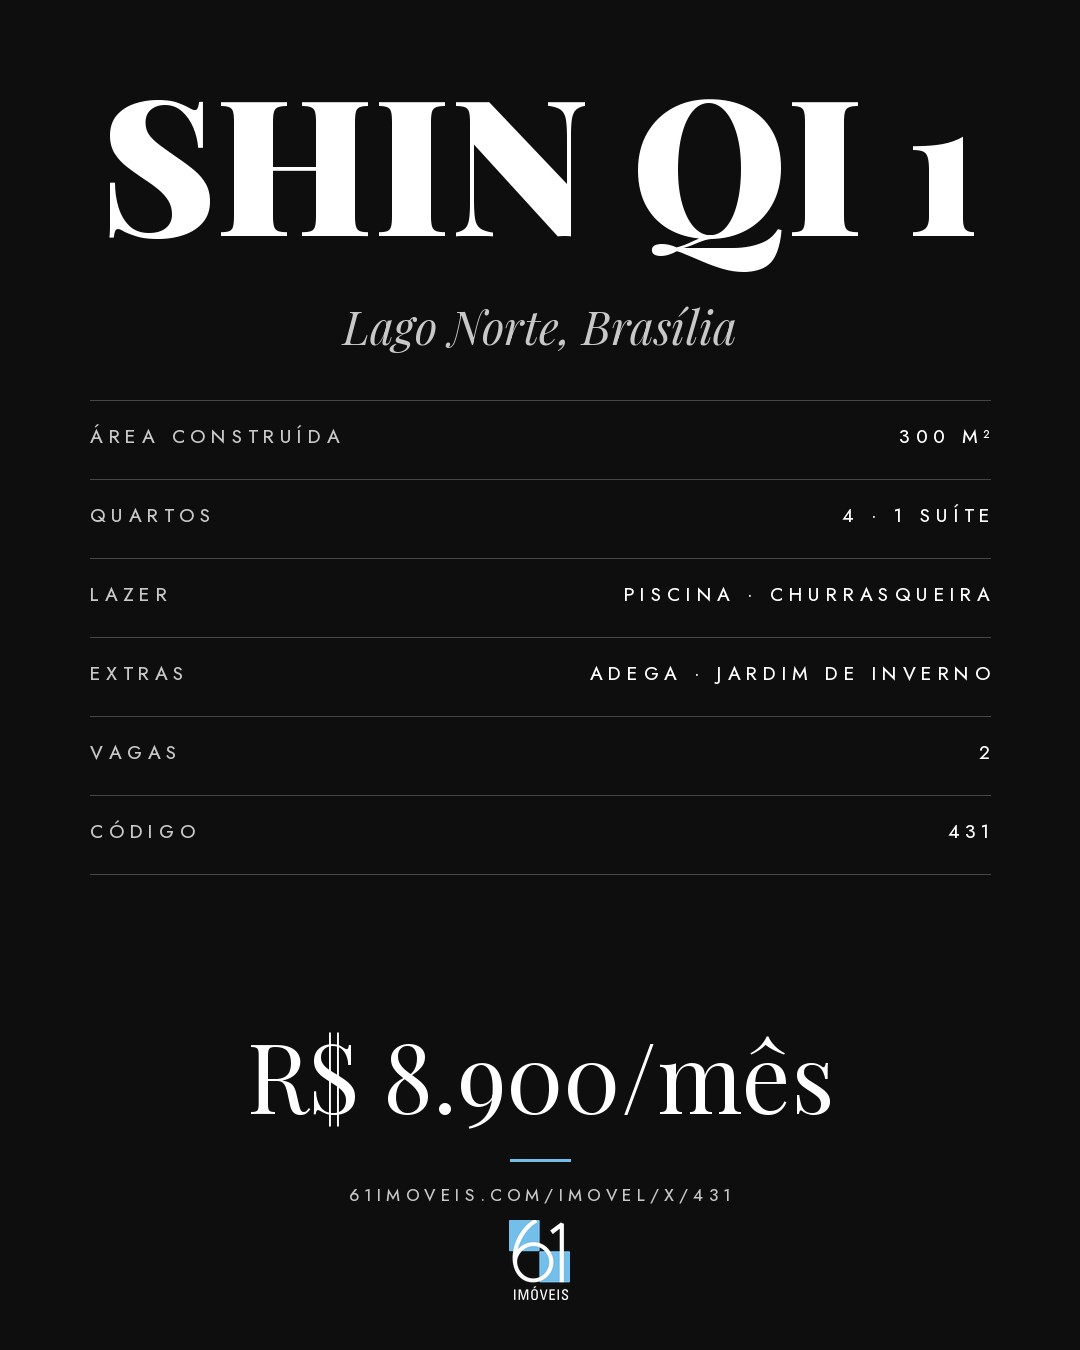 SHIN QI 1
Lago Norte, Brasília
ÁREA CONSTRUÍDA 300 M²
QUARTOS 4 · 1 SUÍTE
LAZER PISCINA · CHURRASQUEIRA
EXTRAS ADEGA · JARDIM DE INVERNO
VAGAS 2
CÓDIGO 431
R$ 8.900/mês
61IMOVEIS.COM/IMOVEL/X/431
61
IMÓVEIS